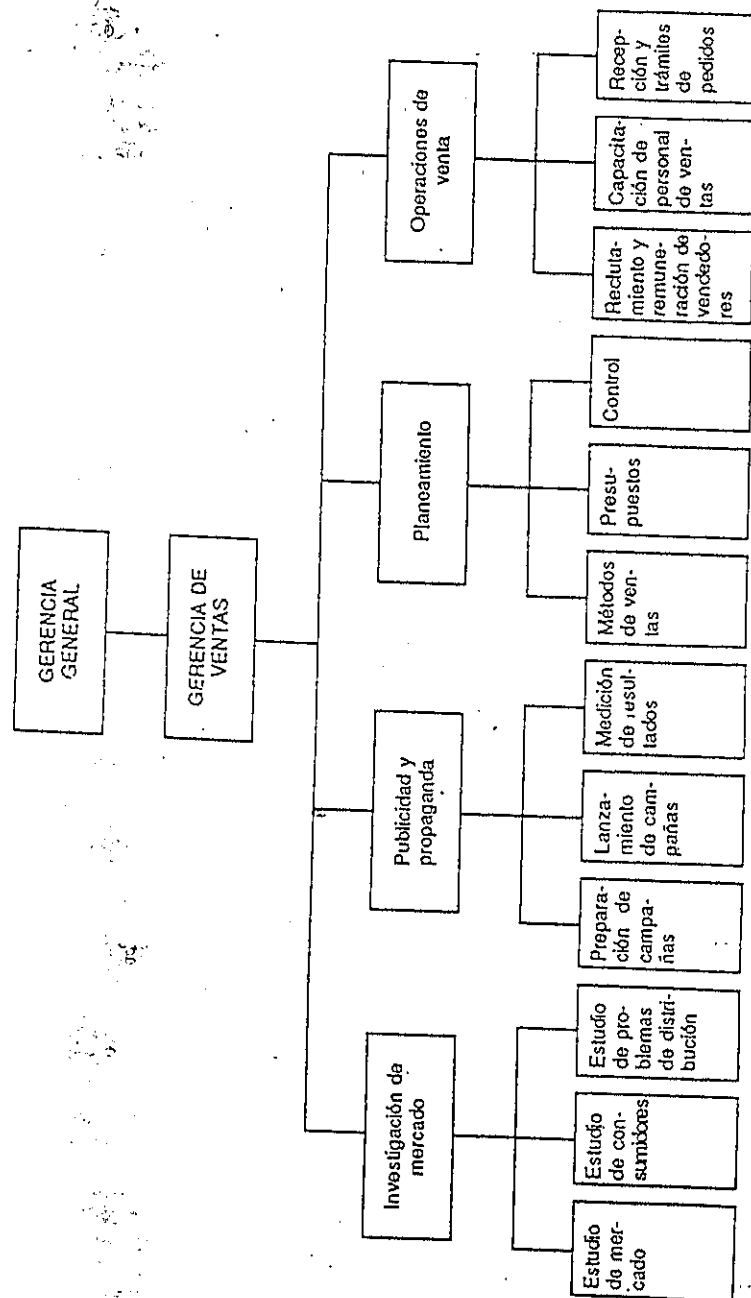 GERENCIA
GENERAL
GERENCIA DE
VENTAS
Investigación de
mercado
Publicidad y
propaganda
Planeamiento
Operaciones de
venta
Estudio
de mer-
cado
Estudio
de con-
sumidores
Estudio
de pro-
blemas
de distri-
bución
Prepara-
ción de
campa-
ñas
Lanza-
miento
de cam-
pañas
Medición
de resul-
tados
Métodos
de ven-
tas
Presu-
puestos
Control
Recluta-
miento y
remune-
ración de
vendedo-
res
Capacita-
ción de
personal
de ven-
tas
Recep-
ción y
trámites
de
pedidos